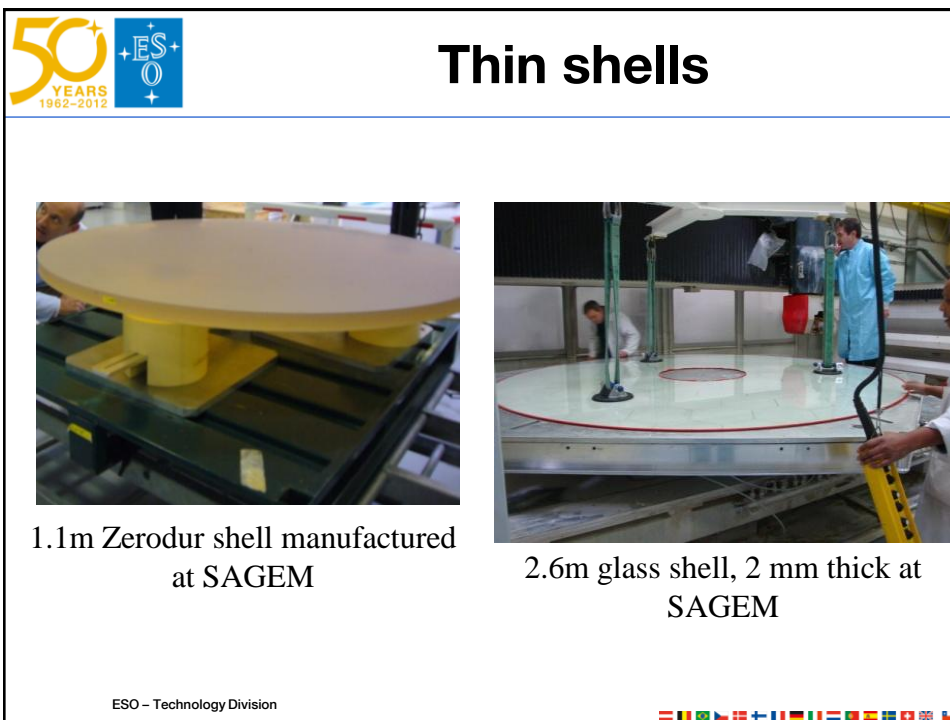 50
YEARS
1962–2012
ES
O
Thin shells
1.1m Zerodur shell manufactured
at SAGEM
2.6m glass shell, 2 mm thick at
SAGEM
ESO – Technology Division